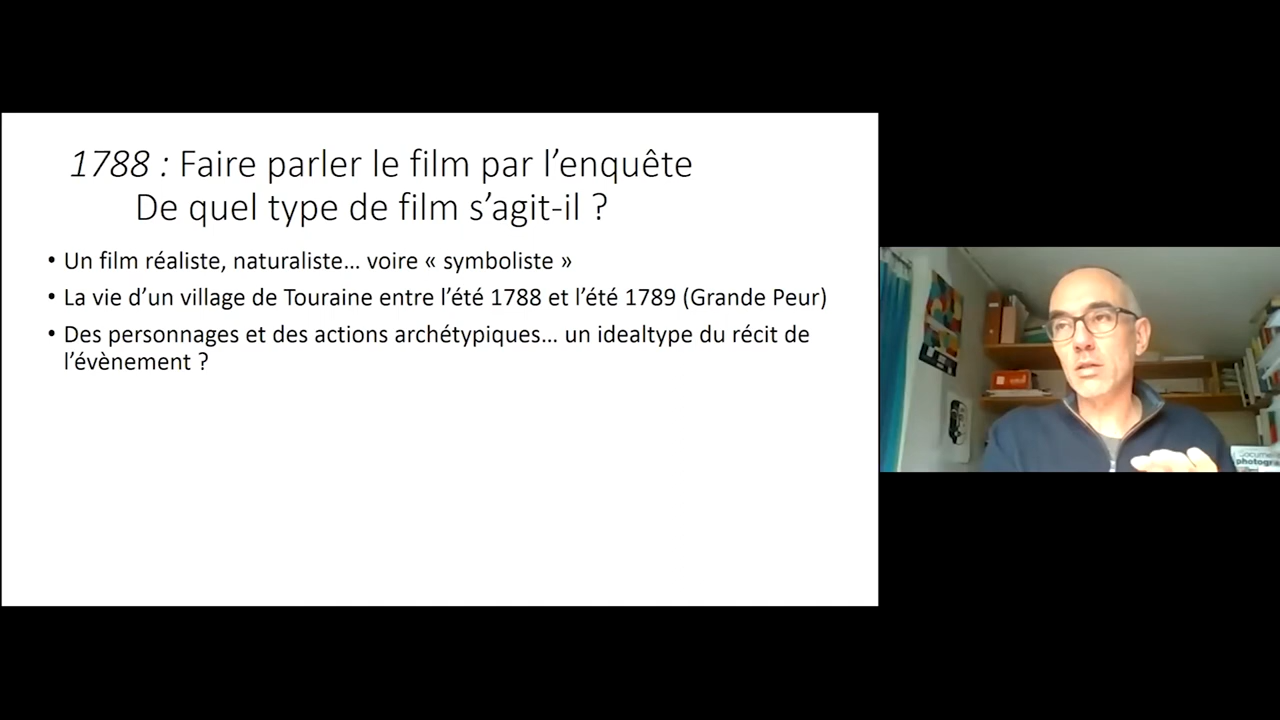 1788 : Faire parler le film par l’enquête
De quel type de film s’agit-il ?
• Un film réaliste, naturaliste… voire « symboliste »
• La vie d’un village de Touraine entre l’été 1788 et l’été 1789 (Grande Peur)
• Des personnages et des actions archétypiques… un idealtype du récit de
l’évènement ?